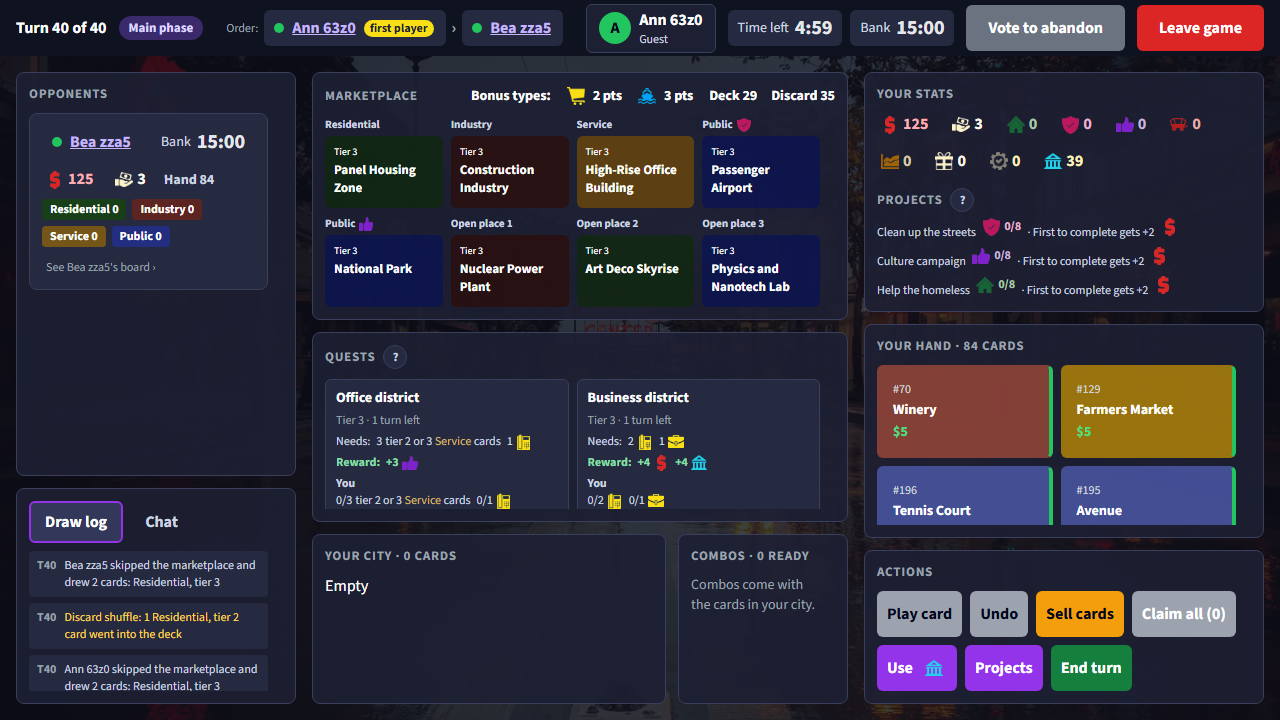 Turn 40 of 40 Main phase Order: Ann 63z0 first player › Bea zza5 A Ann 63z0 Guest Time left 4:59 Bank 15:00 Vote to abandon Leave game
OPPONENTS
Bea zza5 Bank 15:00
125 3 Hand 84
Residential 0 Industry 0
Service 0 Public 0
See Bea zza5's board ›
Draw log Chat
T40 Bea zza5 skipped the marketplace and
drew 2 cards: Residential, tier 3
T40 Discard shuffle: 1 Residential, tier 2
card went into the deck
T40 Ann 63z0 skipped the marketplace and
drew 2 cards: Residential, tier 3
MARKETPLACE Bonus types: 2 pts 3 pts Deck 29 Discard 35
Residential Industry Service Public
Tier 3 Tier 3 Tier 3 Tier 3
Panel Housing Construction High-Rise Office Passenger
Zone Industry Building Airport
Public Open place 1 Open place 2 Open place 3
Tier 3 Tier 3 Tier 3 Tier 3
National Park Nuclear Power Art Deco Skyrise Physics and
Plant Nanotech Lab
QUESTS ?
Office district
Tier 3 · 1 turn left
Needs: 3 tier 2 or 3 Service cards 1
Reward: +3
You
0/3 tier 2 or 3 Service cards 0/1
Business district
Tier 3 · 1 turn left
Needs: 2 1
Reward: +4 +4
You
0/2 0/1
YOUR CITY · 0 CARDS
Empty
COMBOS · 0 READY
Combos come with
the cards in your city.
YOUR STATS
125 3 0 0 0 0
0 0 0 39
PROJECTS ?
Clean up the streets 0/8 · First to complete gets +2
Culture campaign 0/8 · First to complete gets +2
Help the homeless 0/8 · First to complete gets +2
YOUR HAND · 84 CARDS
#70 #129
Winery Farmers Market
$5 $5
#196 #195
Tennis Court Avenue
ACTIONS
Play card Undo Sell cards Claim all (0)
Use Projects End turn